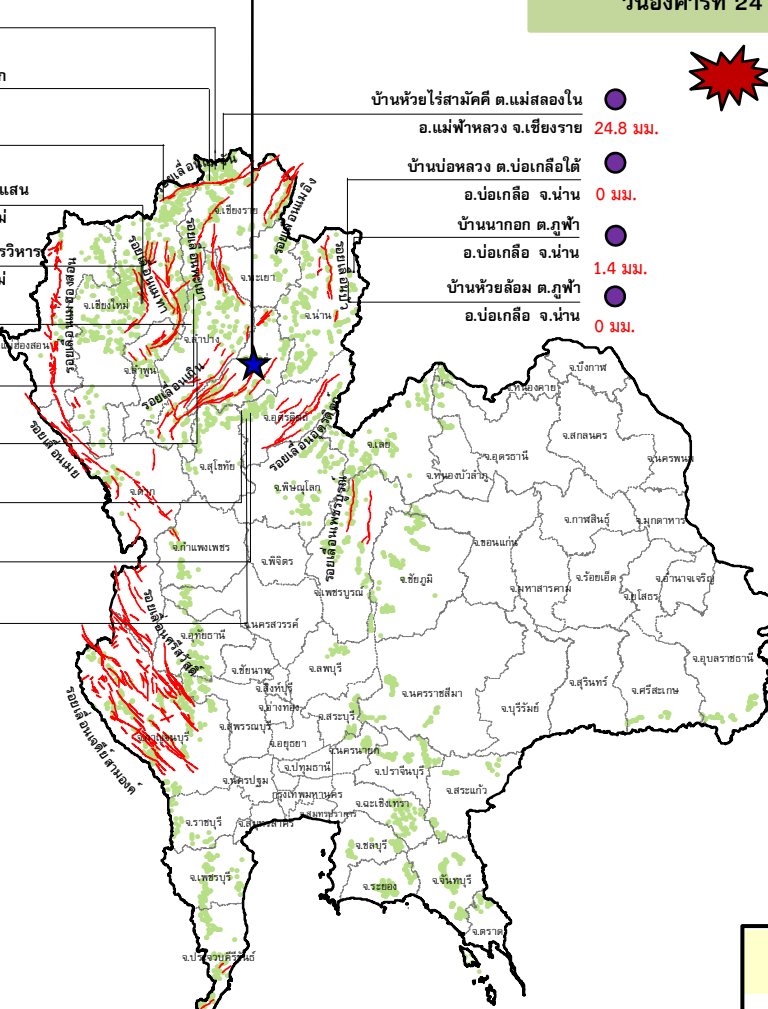 วันอังคารที่ 24
ก
บ้านห้วยไร่สามัคคี ต.แม่สลองใน
อ.แม่ฟ้าหลวง จ.เชียงราย 24.8 มม.
บ้านบ่อหลวง ต.บ่อเกลือใต้
อ.บ่อเกลือ จ.น่าน 0 มม.
บ้านนากอก ต.ภูฟ้า
อ.บ่อเกลือ จ.น่าน 1.4 มม.
บ้านห้วยล้อม ต.ภูฟ้า
อ.บ่อเกลือ จ.น่าน 0 มม.
แสน
รวิหาร
รอยเลื่อนแม่จัน
รอยเลื่อนแม่อิง
รอยเลื่อนแม่ฮ่องสอน
รอยเลื่อนแม่ทา
รอยเลื่อนพะเยา
รอยเลื่อนปัว
รอยเลื่อนเถิน
รอยเลื่อนอุตรดิตถ์
รอยเลื่อนเมย
รอยเลื่อนเพชรบูรณ์
รอยเลื่อนศรีสวัสดิ์
รอยเลื่อนเจดีย์สามองค์
จ.เชียงราย
จ.พะเยา
จ.เชียงใหม่
จ.น่าน
จ.ลำปาง
จ.ลำพูน
จ.อุตรดิตถ์
จ.บึงกาฬ
จ.หนองคาย
จ.เลย
จ.สกลนคร
จ.อุดรธานี
จ.นครพนม
จ.หนองบัวลำภู
จ.สุโขทัย
จ.พิษณุโลก
จ.ตาก
จ.กาฬสินธุ์
จ.มุกดาหาร
จ.ขอนแก่น
จ.กำแพงเพชร
จ.พิจิตร
จ.ชัยภูมิ
จ.ร้อยเอ็ด
จ.อำนาจเจริญ
จ.มหาสารคาม
จ.ยโสธร
จ.เพชรบูรณ์
จ.นครสวรรค์
จ.อุทัยธานี
จ.อุบลราชธานี
จ.ชัยนาท
จ.ลพบุรี
จ.สุรินทร์
จ.ศรีสะเกษ
จ.นครราชสีมา
จ.สิงห์บุรี
จ.อ่างทอง
จ.บุรีรัมย์
จ.สระบุรี
จ.สุพรรณบุรี
จ.กาญจนบุรี
จ.อยุธยา
จ.นครนายก
จ.ปทุมธานี
จ.ปราจีนบุรี
จ.นครปฐม
จ.สระแก้ว
กรุงเทพมหานคร
จ.ฉะเชิงเทรา
จ.สมุทรปราการ
จ.ราชบุรี
จ.สมุทรสาคร
จ.ชลบุรี
จ.เพชรบุรี
จ.ระยอง
จ.จันทบุรี
จ.ตราด
จ.ประจวบคีรีขันธ์